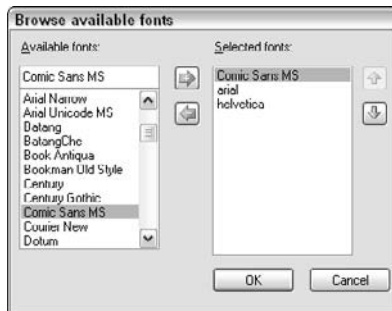 Browse available fonts
Available fonts:
Comic Sans MS
Arial Narrow
Arial Unicode MS
Batang
BatangChe
Book Antiqua
Bookman Old Style
Century
Century Gothic
Comic Sans MS
Courier New
Dotum
Selected fonts:
Comic Sans MS
arial
helvetica
OK
Cancel